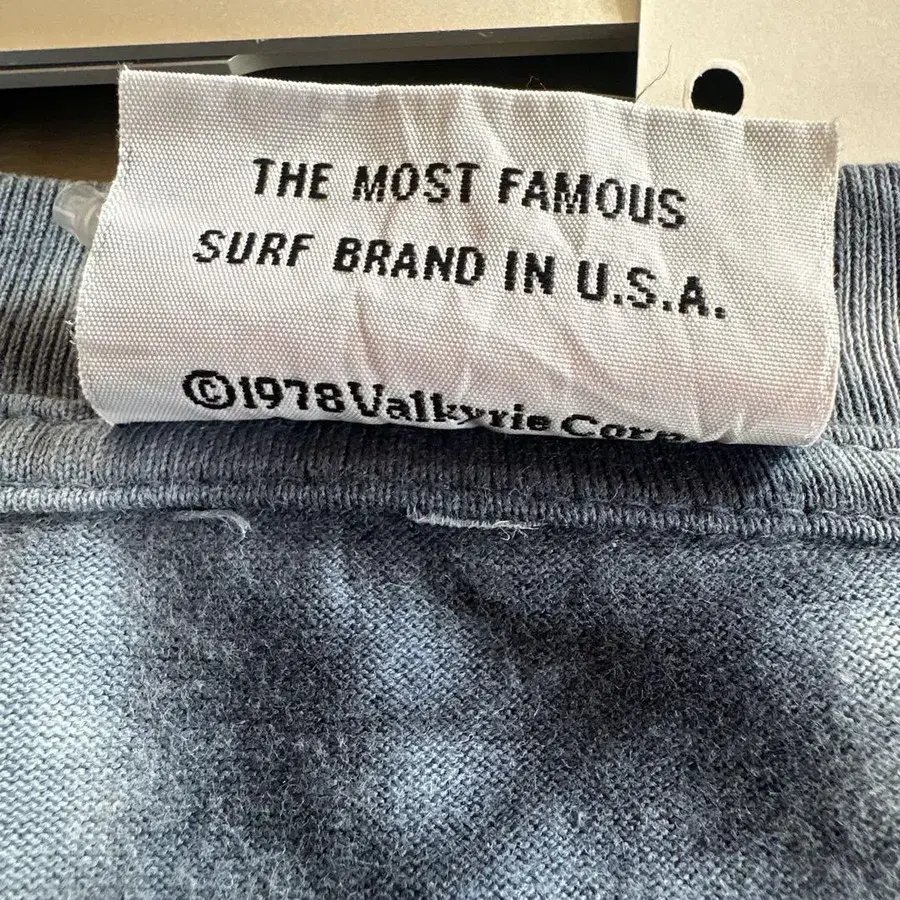 THE MOST FAMOUS
SURF BRAND IN U.S.A.
©1978 Valkyrie Corp.